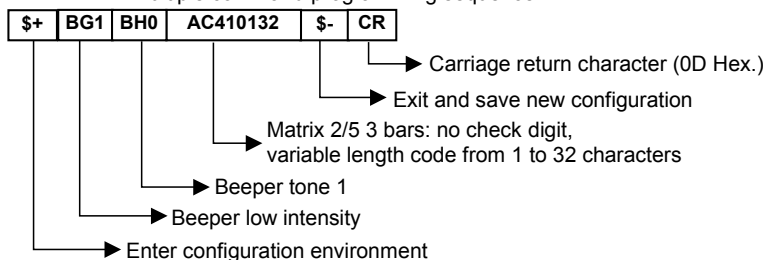 $+ BG1 BH0 AC410132 $- CR
Carriage return character (0D Hex.)
Exit and save new configuration
Matrix 2/5 3 bars: no check digit,
variable length code from 1 to 32 characters
Beeper tone 1
Beeper low intensity
Enter configuration environment